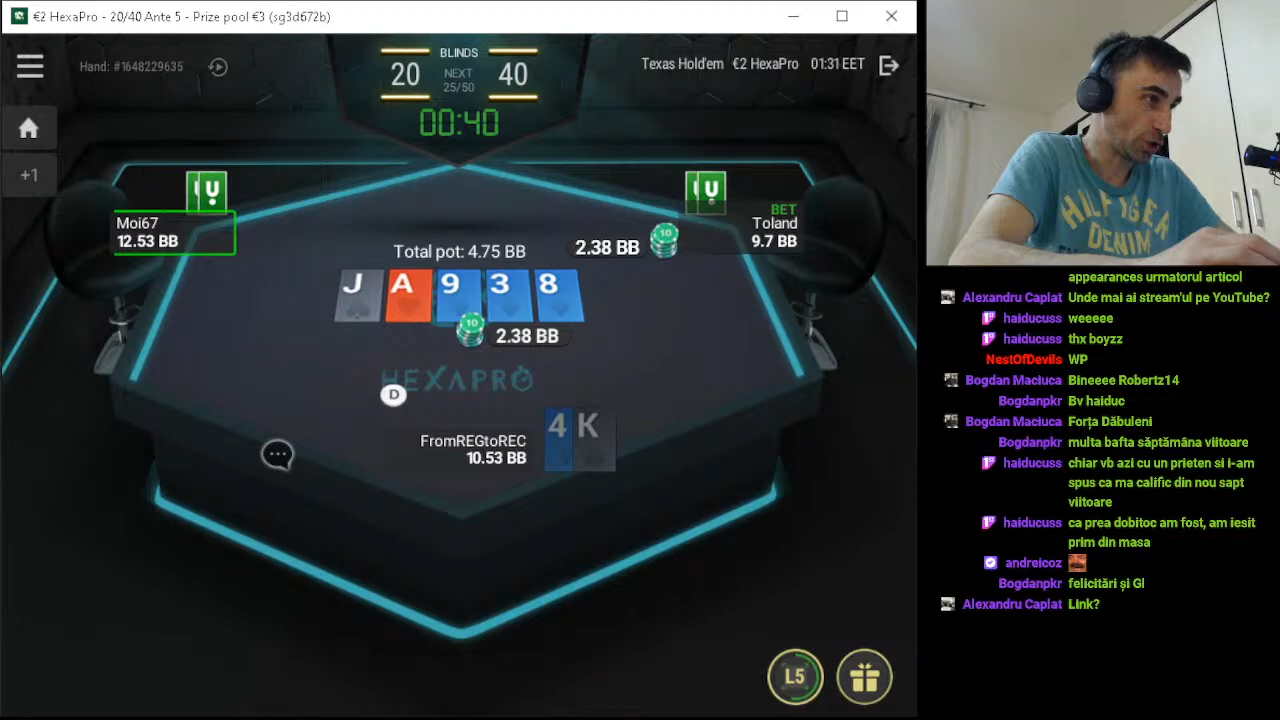 €2 HexaPro - 20/40 Ante 5 - Prize pool €3 (sg3d672b)
Hand: #1648229635
BLINDS
20
NEXT
25/50
40
00:40
Texas Hold'em €2 HexaPro 01:31 EET
+1
Moi67
12.53 BB
BET
Toland
9.7 BB
10
2.38 BB
Total pot: 4.75 BB
J A 9 3 8
10
2.38 BB
HEXAPRO
D
FromREGtoREC
10.53 BB
4 K
L5
HILFIGER
DENIM
appearances urmatorul articol
Alexandru Caplat Unde mai ai stream'ul pe YouTube?
haiducuss weeeee
haiducuss thx boyzz
NestOfDevils WP
Bogdan Maciuca Bineeee Robertz14
Bogdanpkr Bv haiduc
Bogdan Maciuca Forța Dăbuleni
Bogdanpkr multa bafta săptămâna viitoare
haiducuss chiar vb azi cu un prieten si i-am
spus ca ma calific din nou sapt
viitoare
haiducuss ca prea dobitoc am fost, am iesit
prim din masa
andreicoz
Bogdanpkr felicitări și Gl
Alexandru Caplat Link?